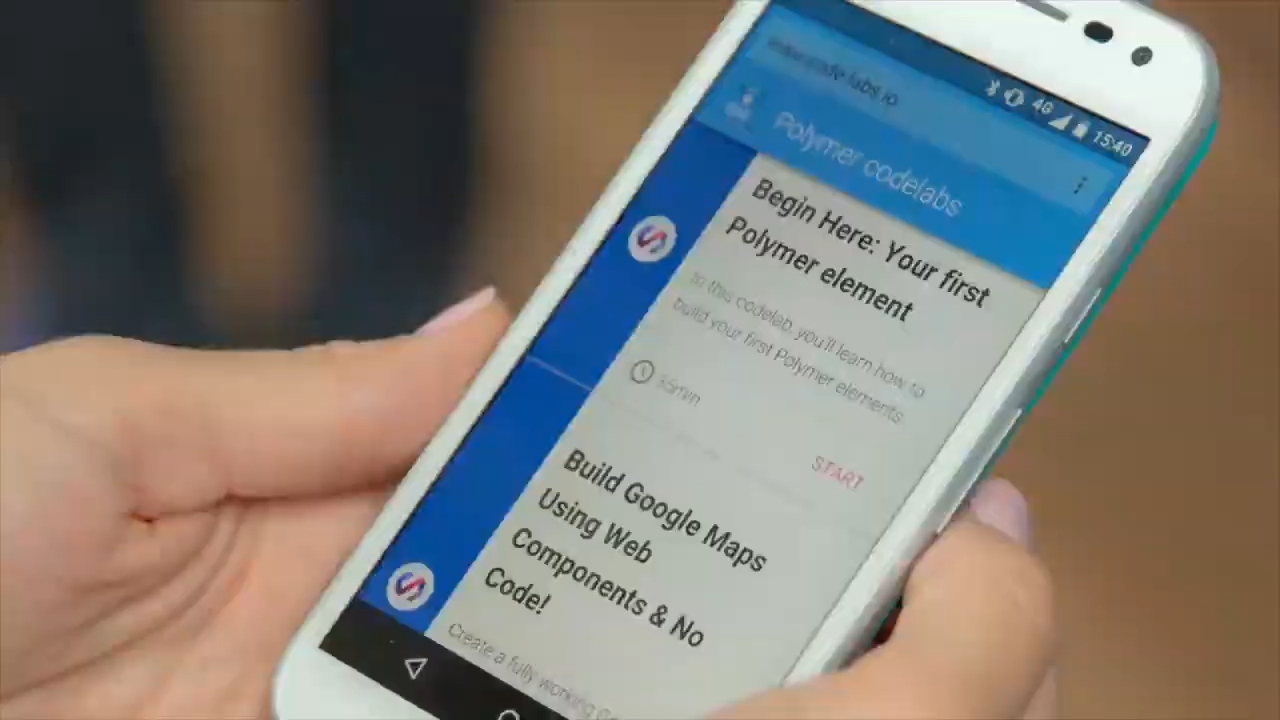 code-labs.io
4G 15:40
Polymer codelabs
Begin Here: Your first
Polymer element
In this codelab, you'll learn how to
build your first Polymer elements
START
Build Google Maps
Using Web
Components & No
Code!
Create a fully working